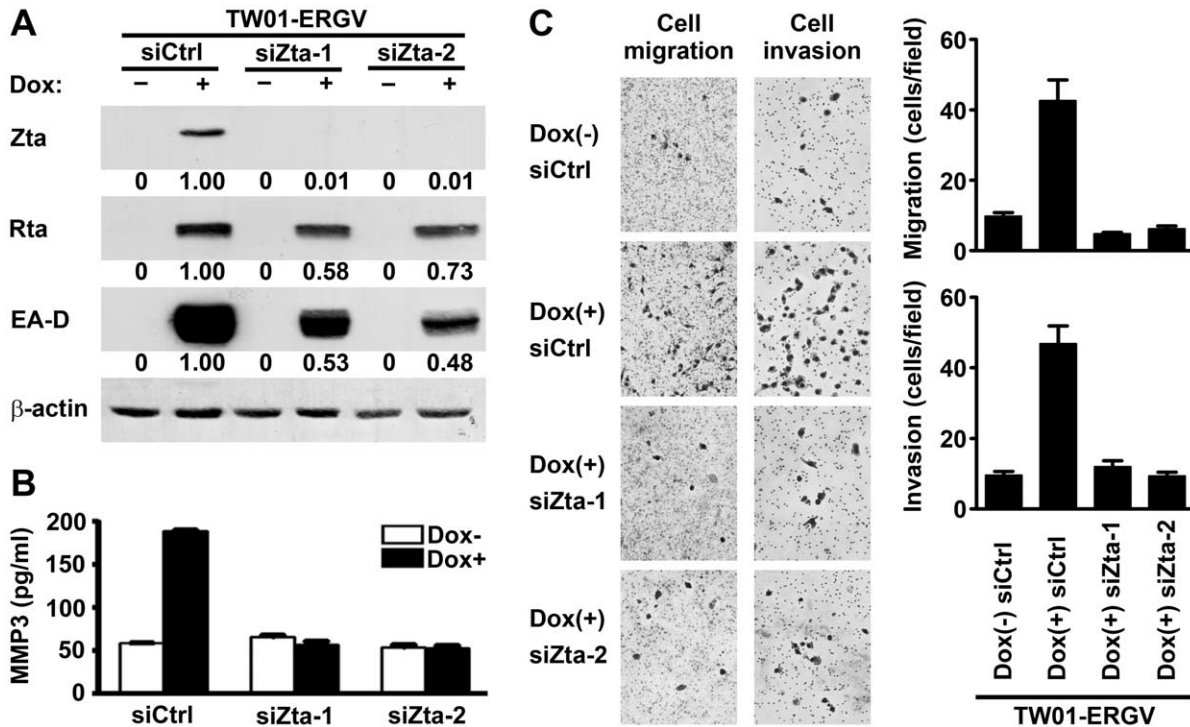 A
TW01-ERGV
siCtrl siZta-1 siZta-2
Dox: – + – + – +
Zta
0 1.00 0 0.01 0 0.01
Rta
0 1.00 0 0.58 0 0.73
EA-D
0 1.00 0 0.53 0 0.48
β-actin
B
MMP3 (pg/ml)
200
150
100
50
0
Dox-
Dox+
siCtrl siZta-1 siZta-2
C
Cell migration
Cell invasion
Dox(-)
siCtrl
Dox(+)
siCtrl
Dox(+)
siZta-1
Dox(+)
siZta-2
Migration (cells/field)
60
40
20
0
Invasion (cells/field)
60
40
20
0
Dox(-) siCtrl
Dox(+) siCtrl
Dox(+) siZta-1
Dox(+) siZta-2
TW01-ERGV